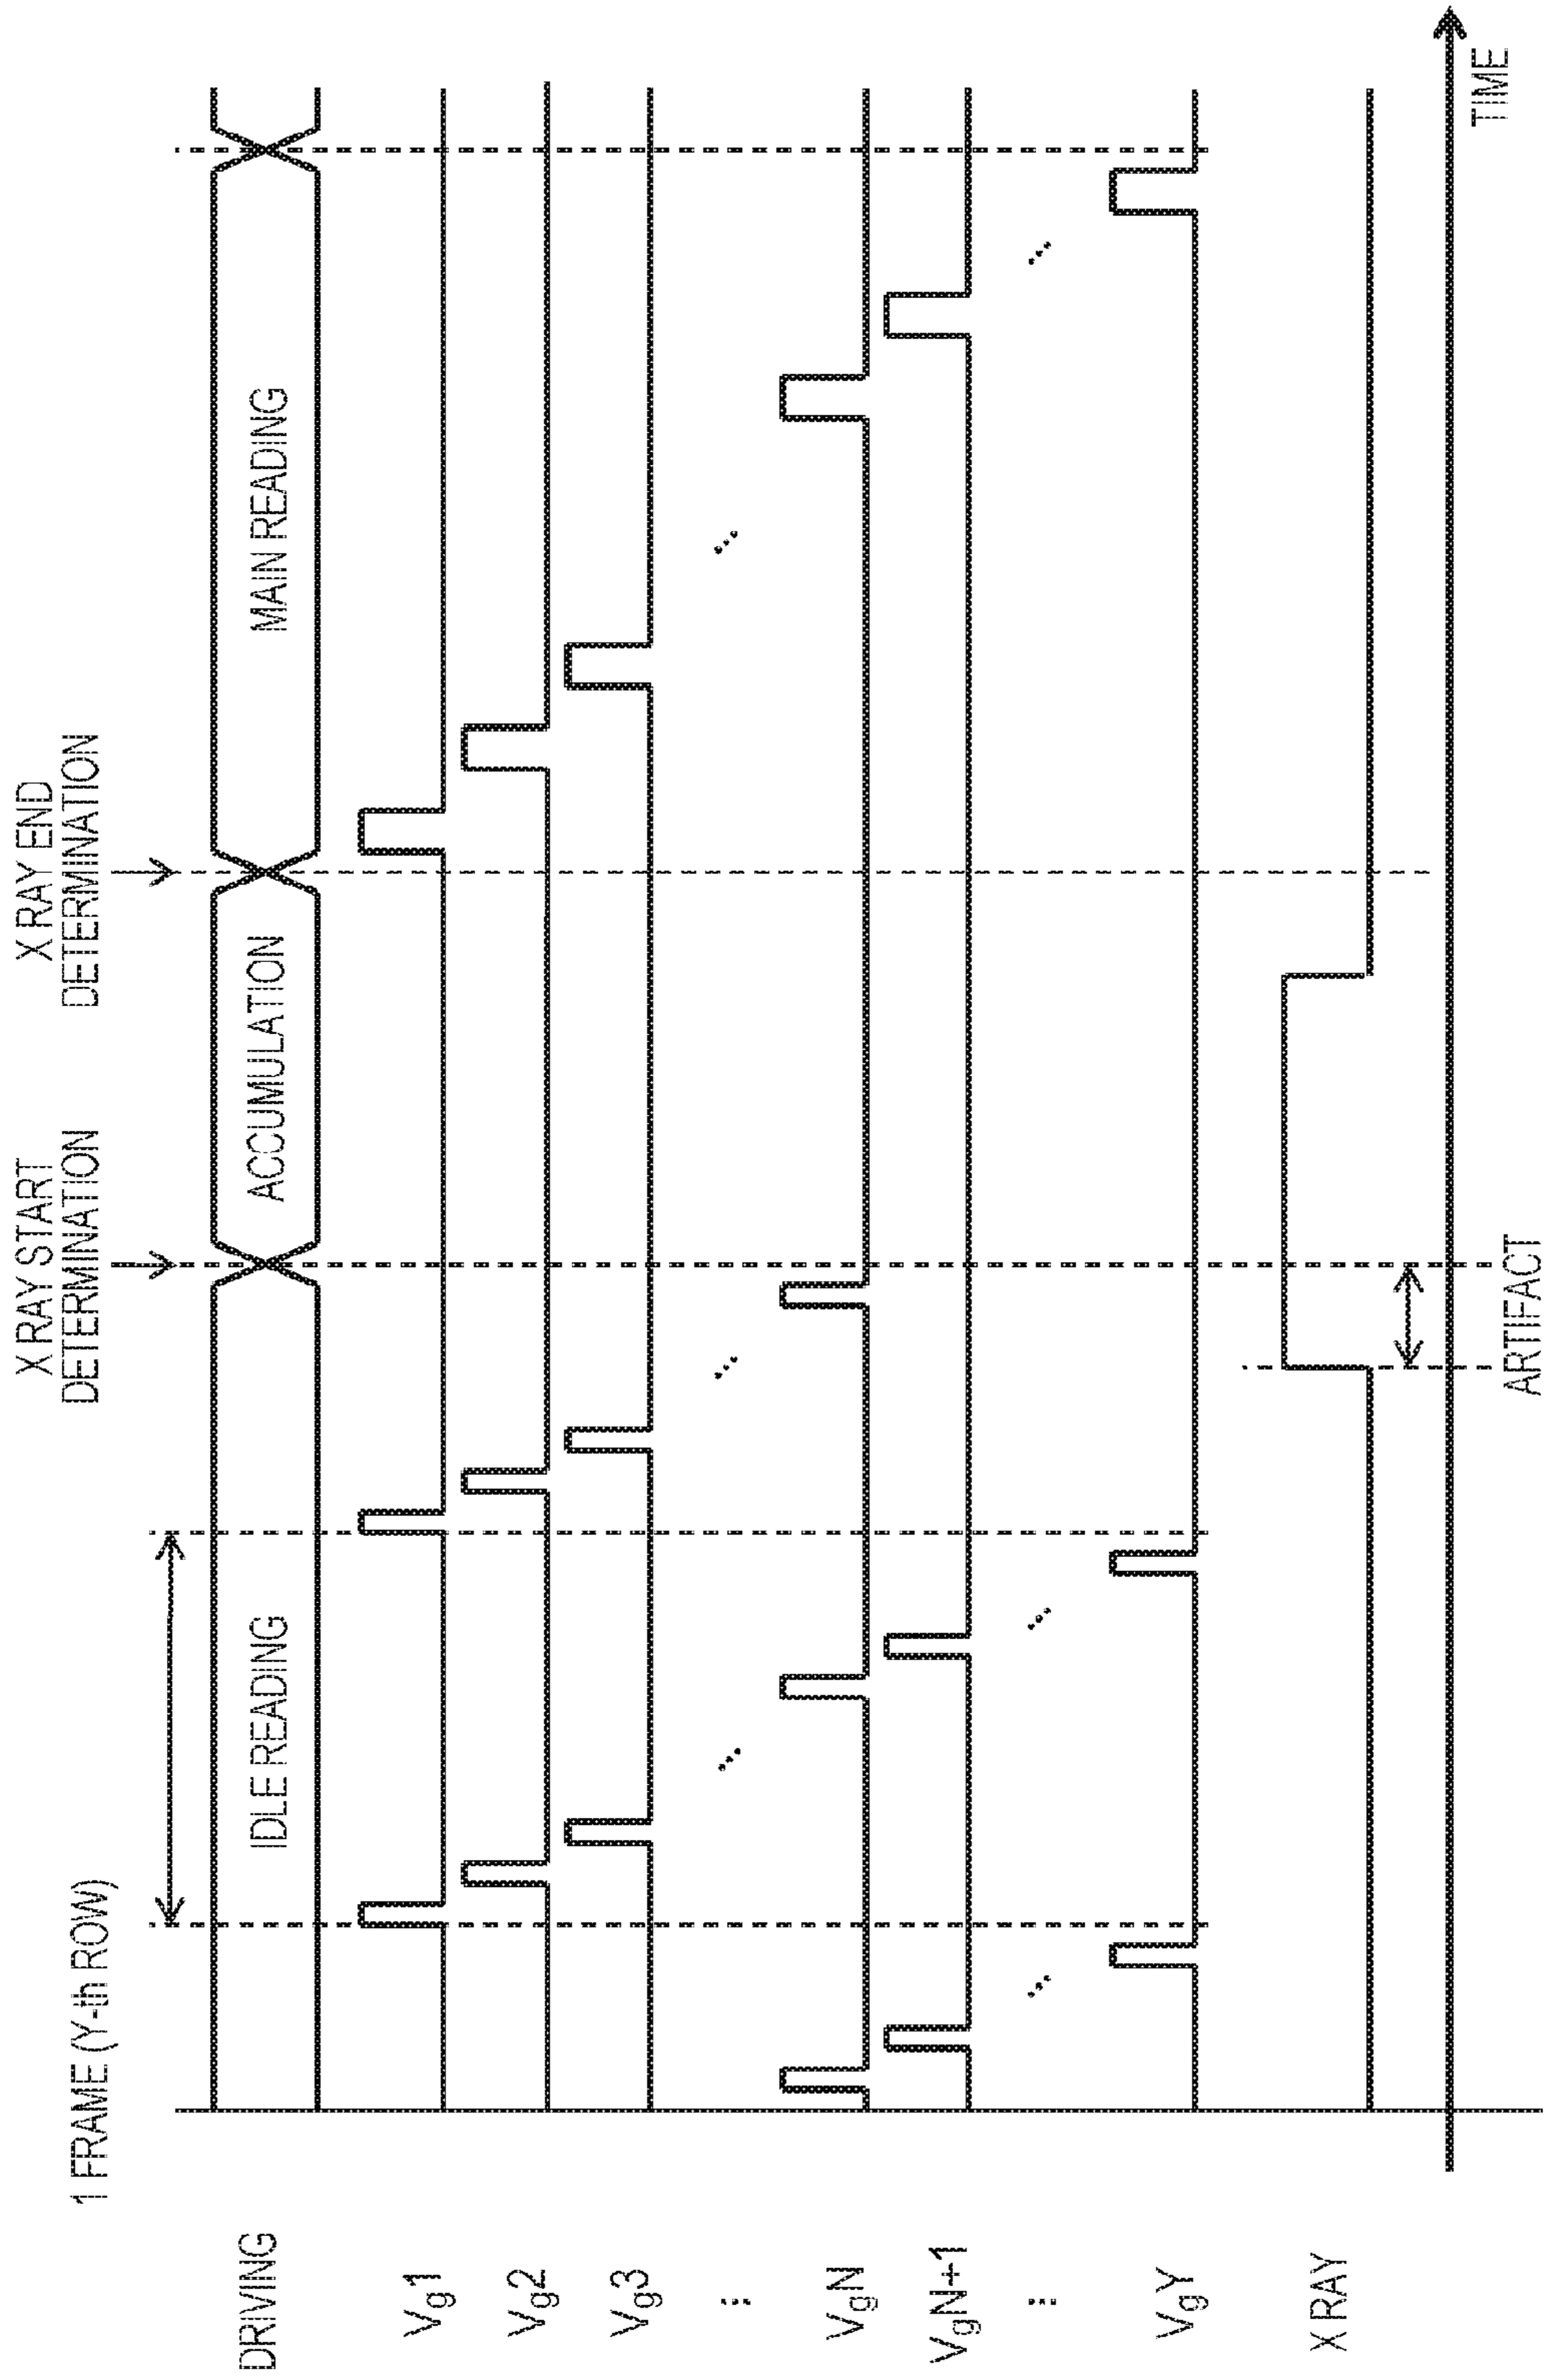 X RAY START
DETERMINATION
X RAY END
DETERMINATION
1 FRAME (Y-th ROW)
DRIVING
IDLE READING
ACCUMULATION
MAIN READING
Vg1
Vg2
Vg3
⋮
VgN
VgN+1
⋮
VgY
X RAY
ARTIFACT
TIME